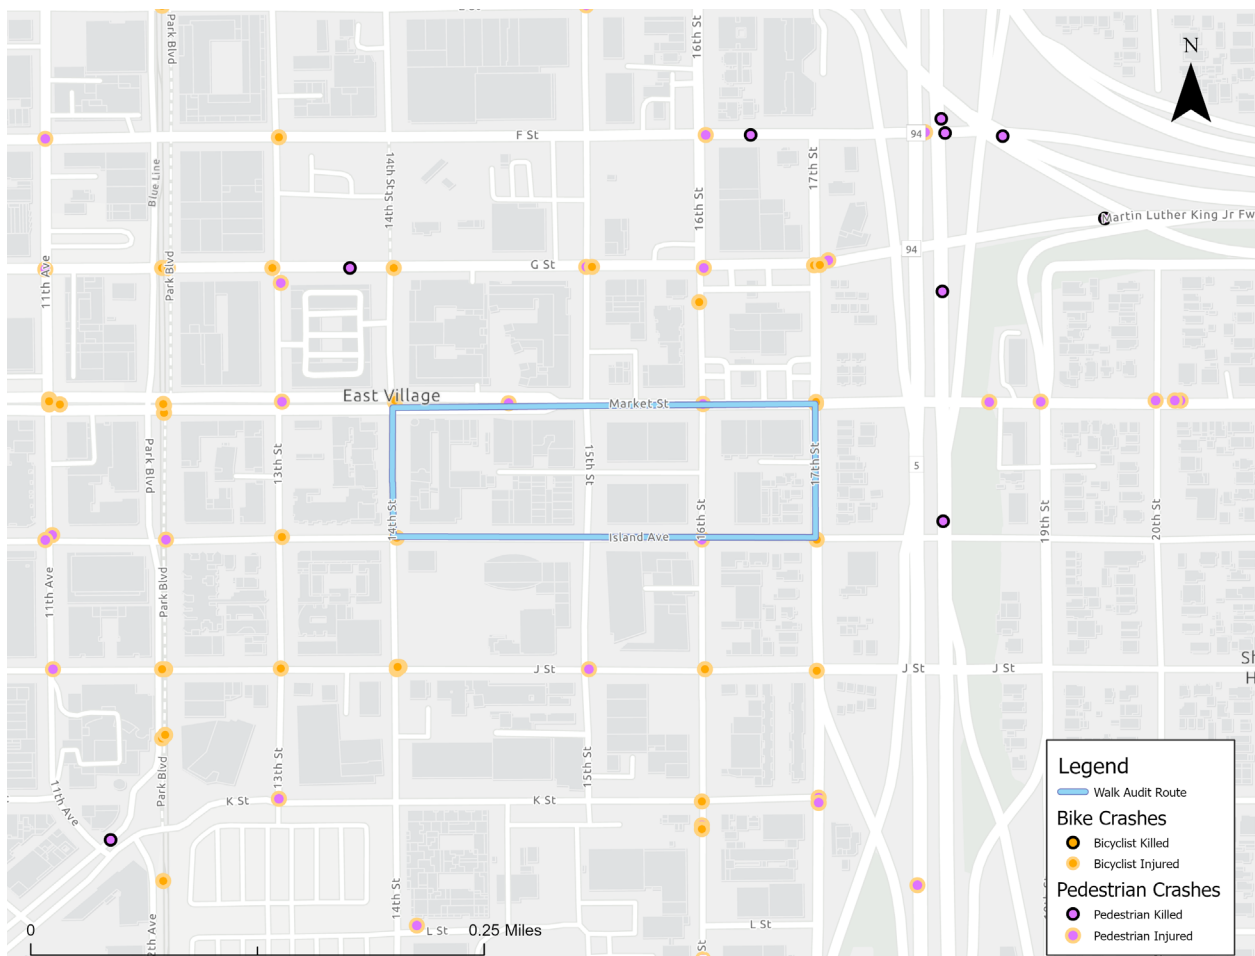 Park Blvd
16th St
N
F St
94
Blue Line
14th St
St
17th St
16th St
Martin Luther King Jr Fw
94
11th Ave
Park Blvd
G St
East Village
Market St
Park Blvd
13th St
15th St
17th St
5
14th St
Island Ave
16th St
19th St
20th St
11th Ave
Park Blvd
J St
J St
J St
Sh
H
11th Ave
Park Blvd
13th St
K St
15th St
K St
14th St
L St
L St
St
0
0.25 Miles
Legend
Walk Audit Route
Bike Crashes
Bicyclist Killed
Bicyclist Injured
Pedestrian Crashes
Pedestrian Killed
Pedestrian Injured